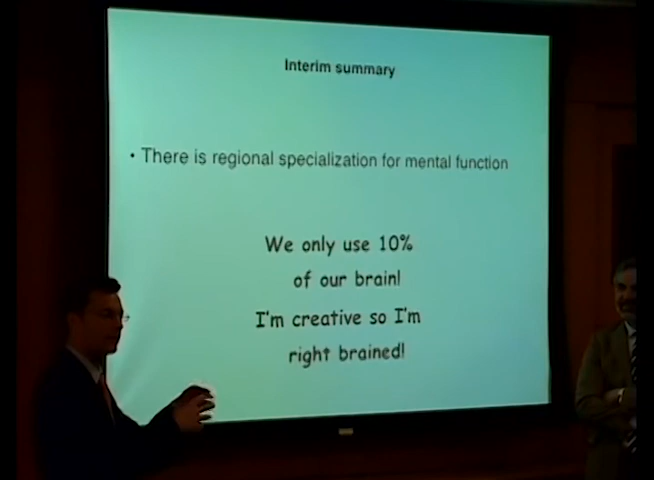 Interim summary
• There is regional specialization for mental function
We only use 10%
of our brain!
I'm creative so I'm
right brained!